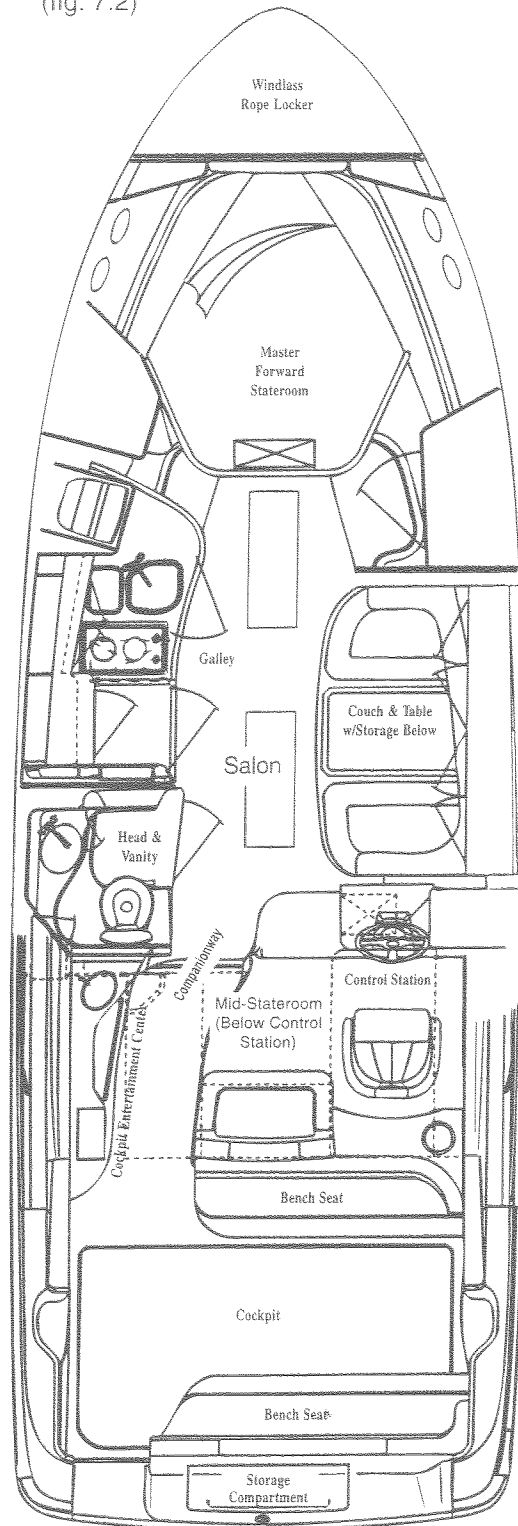 (fig. 7.2)
Windlass
Rope Locker
Master
Forward
Stateroom
Galley
Couch & Table
w/Storage Below
Salon
Head &
Vanity
Companionway
Control Station
Mid-Stateroom
(Below Control
Station)
Cockpit Entertainment Center
Bench Seat
Cockpit
Bench Seat
Storage
Compartment